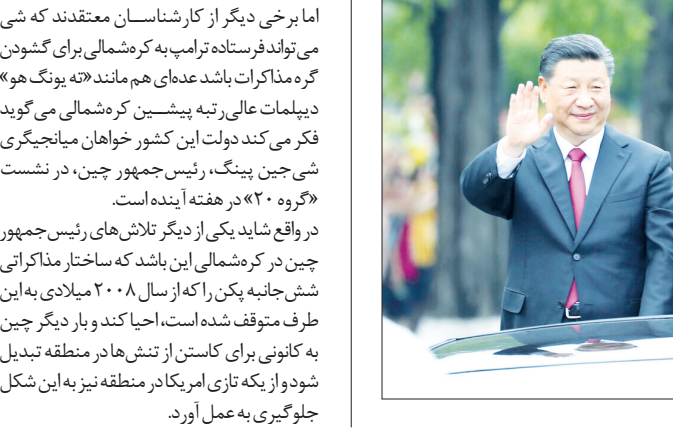 اما برخی دیگر از کارشناسان معتقدند که شی
می‌تواند فرستاده ترامپ به کره‌شمالی برای گشودن
گره مذاکرات باشد عده‌ای هم مانند «ته یونگ هو»
دیپلمات عالی‌رتبه پیشین کره‌شمالی می گوید
فکر می کند دولت این کشور خواهان میانجیگری
شی‌جین پینگ، رئیس‌جمهور چین، در نشست
«گروه ۲۰» در هفته آینده است.
در واقع شاید یکی از دیگر تلاش‌های رئیس‌جمهور
چین در کره‌شمالی این باشد که ساختار مذاکراتی
شش‌جانبه پکن را که از سال ۲۰۰۸ میلادی به این
طرف متوقف شده است، احیا کند و بار دیگر چین
به کانونی برای کاستن از تنش‌ها در منطقه تبدیل
شود و از یکه تازی امریکا در منطقه نیز به این شکل
جلوگیری به عمل آورد.